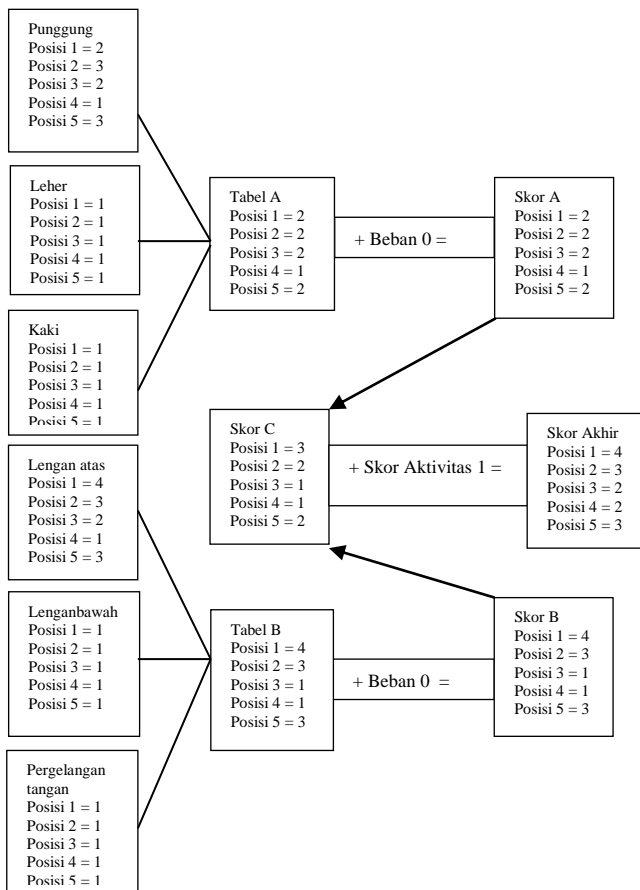 Punggung
Posisi 1 = 2
Posisi 2 = 3
Posisi 3 = 2
Posisi 4 = 1
Posisi 5 = 3
Leher
Posisi 1 = 1
Posisi 2 = 1
Posisi 3 = 1
Posisi 4 = 1
Posisi 5 = 1
Kaki
Posisi 1 = 1
Posisi 2 = 1
Posisi 3 = 1
Posisi 4 = 1
Posisi 5 = 1
Tabel A
Posisi 1 = 2
Posisi 2 = 2
Posisi 3 = 2
Posisi 4 = 1
Posisi 5 = 2
+ Beban 0 =
Skor A
Posisi 1 = 2
Posisi 2 = 2
Posisi 3 = 2
Posisi 4 = 1
Posisi 5 = 2
Skor C
Posisi 1 = 3
Posisi 2 = 2
Posisi 3 = 1
Posisi 4 = 1
Posisi 5 = 2
+ Skor Aktivitas 1 =
Skor Akhir
Posisi 1 = 4
Posisi 2 = 3
Posisi 3 = 2
Posisi 4 = 2
Posisi 5 = 3
Lengan atas
Posisi 1 = 4
Posisi 2 = 3
Posisi 3 = 2
Posisi 4 = 1
Posisi 5 = 3
Lenganbawah
Posisi 1 = 1
Posisi 2 = 1
Posisi 3 = 1
Posisi 4 = 1
Posisi 5 = 1
Pergelangan
tangan
Posisi 1 = 1
Posisi 2 = 1
Posisi 3 = 1
Posisi 4 = 1
Posisi 5 = 1
Tabel B
Posisi 1 = 4
Posisi 2 = 3
Posisi 3 = 1
Posisi 4 = 1
Posisi 5 = 3
+ Beban 0 =
Skor B
Posisi 1 = 4
Posisi 2 = 3
Posisi 3 = 1
Posisi 4 = 1
Posisi 5 = 3